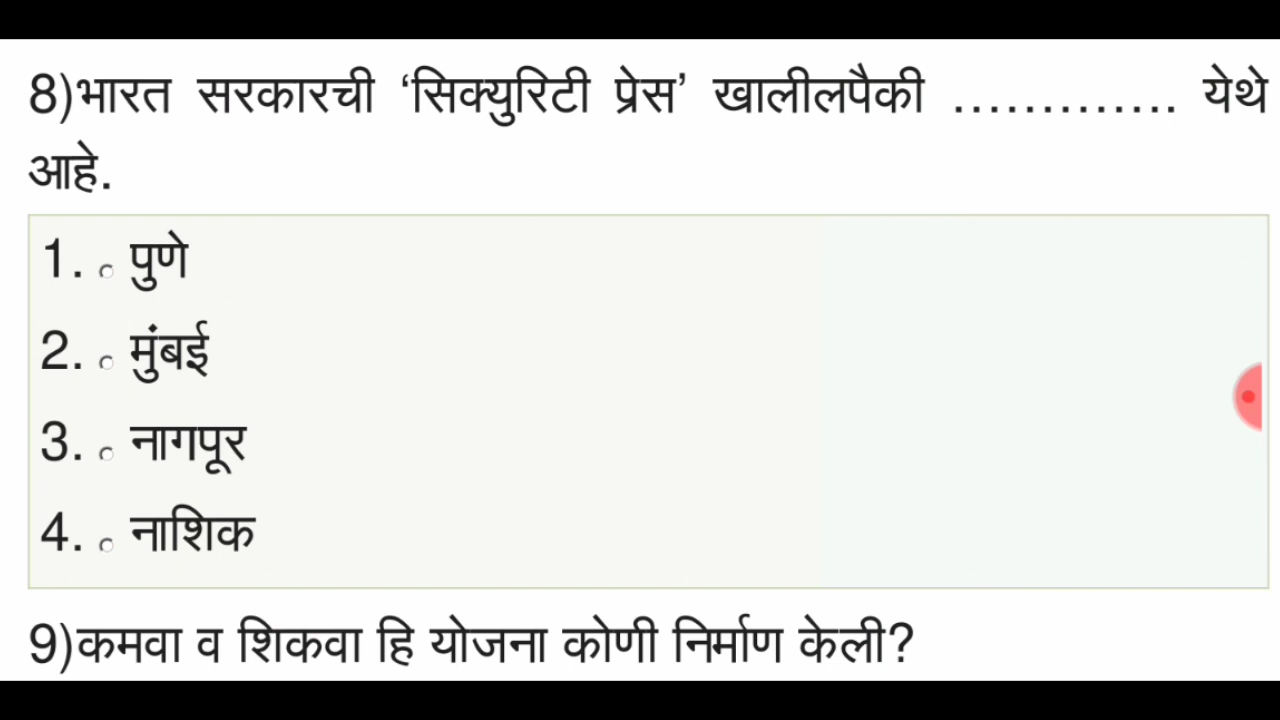 8)भारत सरकारची ‘सिक्युरिटी प्रेस’ खालीलपैकी ............. येथे
आहे.
1. पुणे
2. मुंबई
3. नागपूर
4. नाशिक
9)कमवा व शिकवा हि योजना कोणी निर्माण केली?